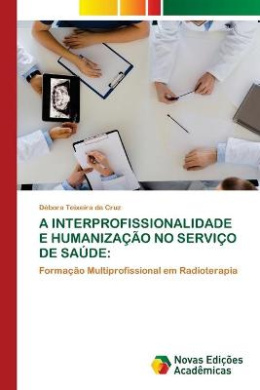 Débora Teixeira da Cruz
A INTERPROFISSIONALIDADE
E HUMANIZAÇÃO NO SERVIÇO
DE SAÚDE:
Formação Multiprofissional em Radioterapia
Novas Edições
Acadêmicas